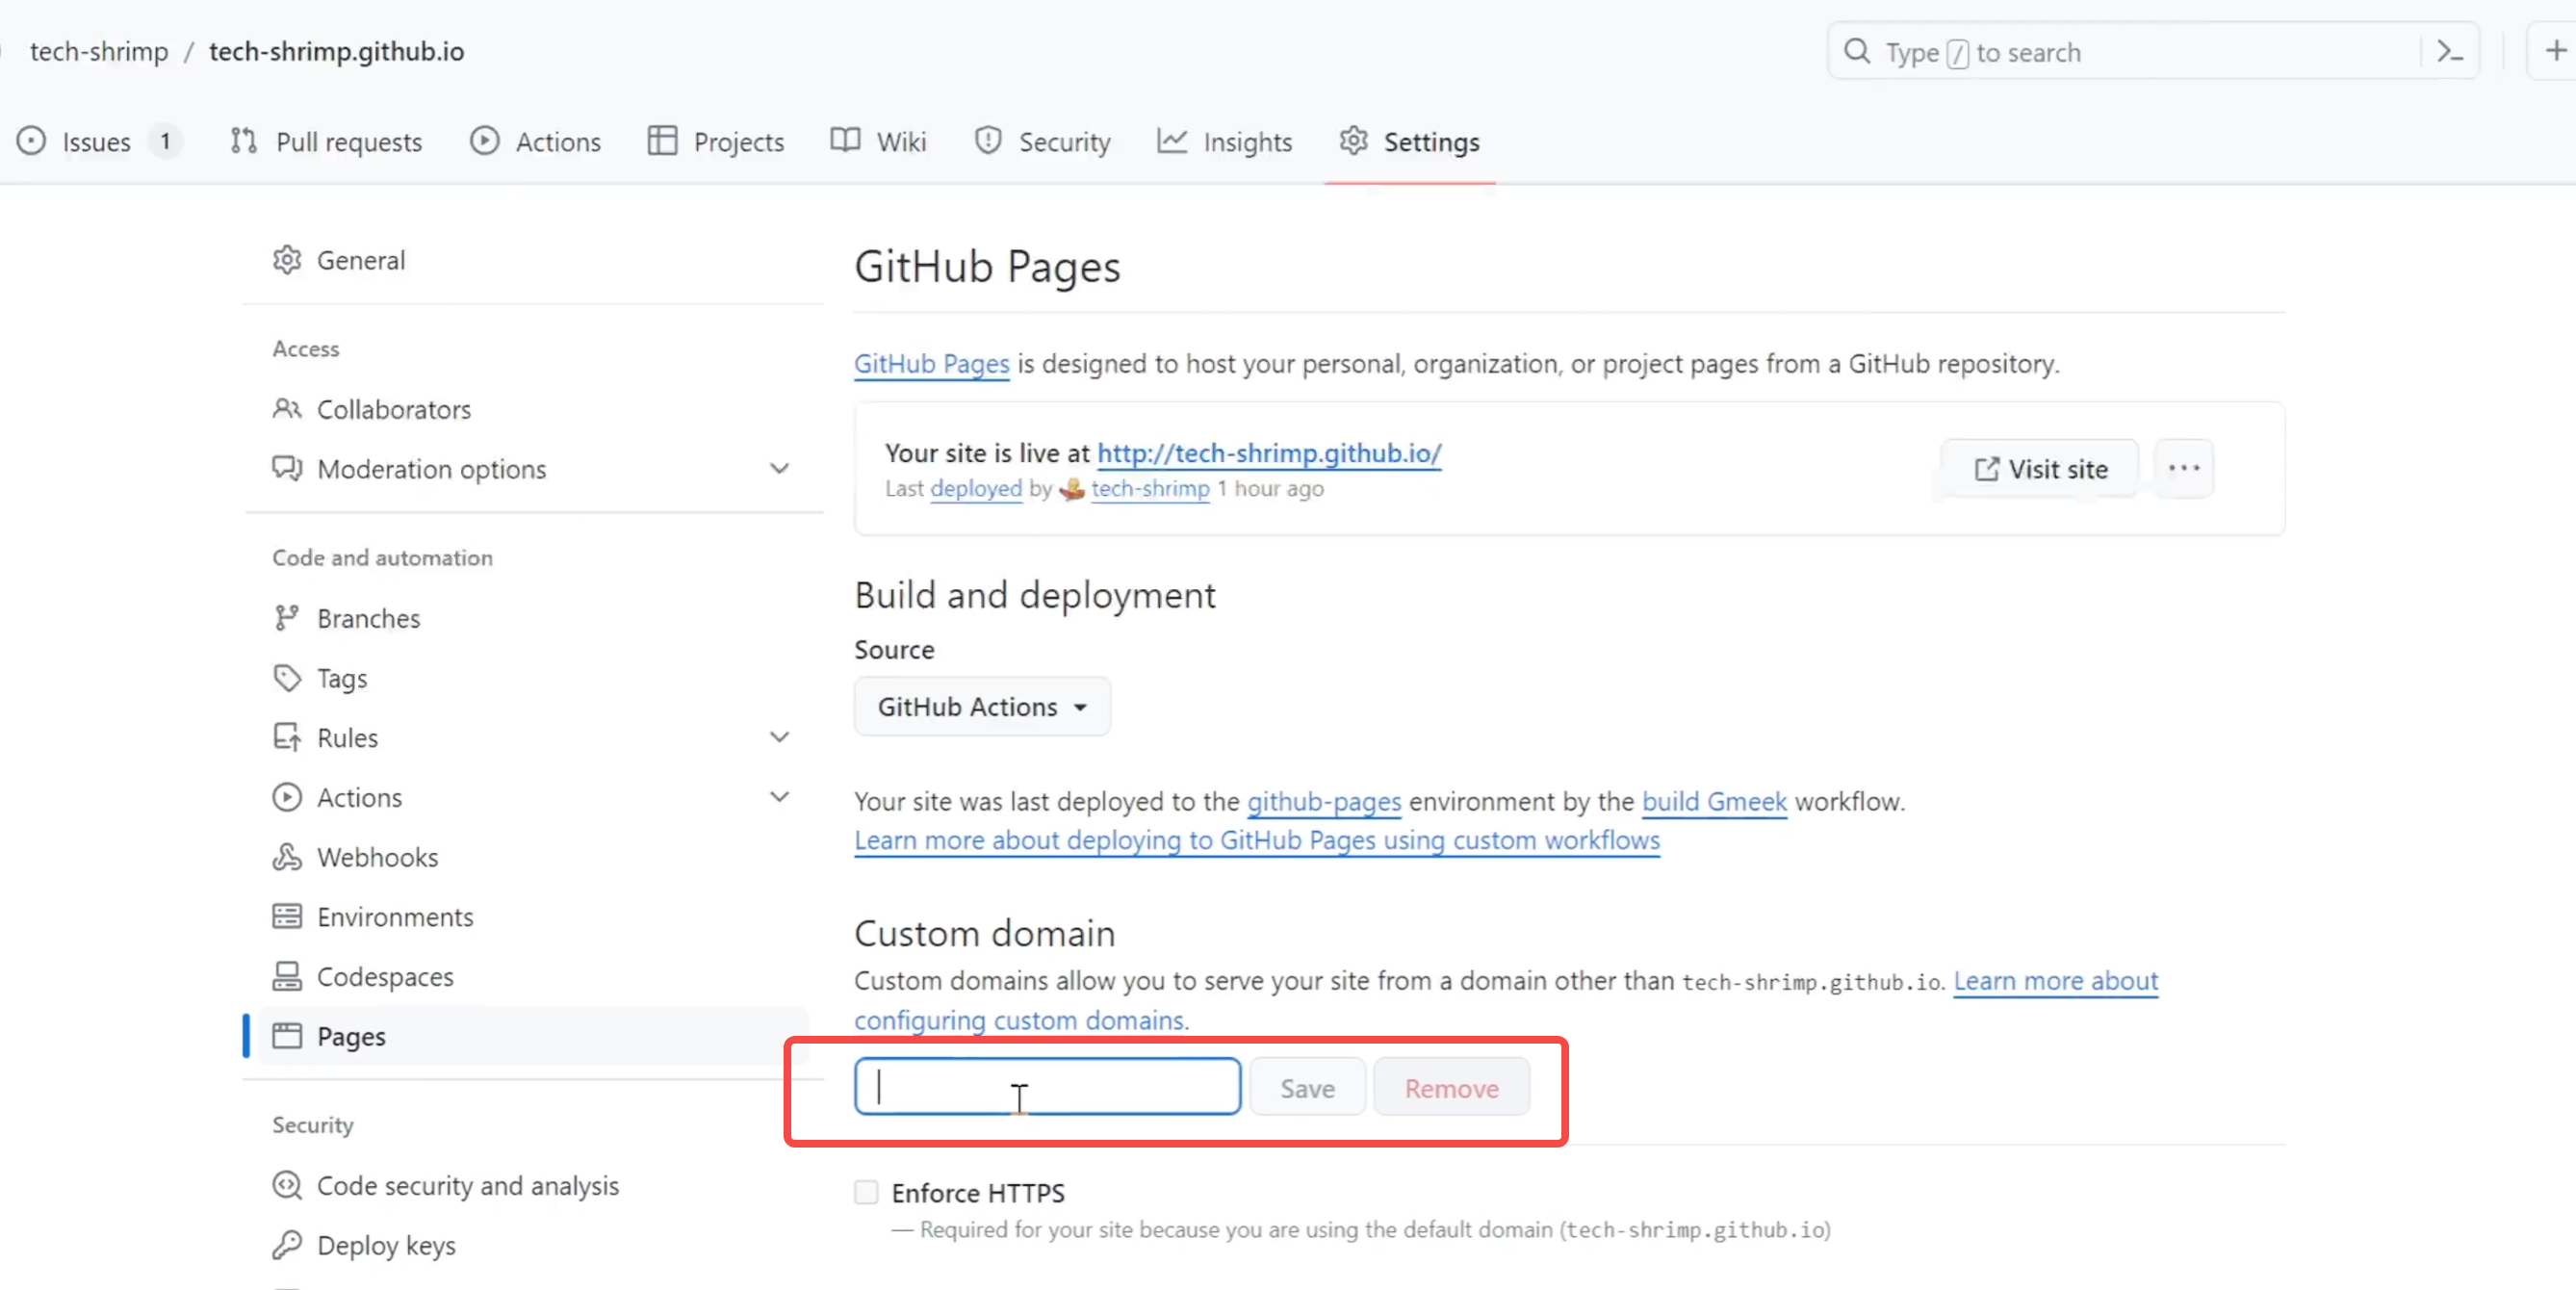 tech-shrimp / tech-shrimp.github.io
Type / to search
Issues 1 Pull requests Actions Projects Wiki Security Insights Settings
General
Access
Collaborators
Moderation options
Code and automation
Branches
Tags
Rules
Actions
Webhooks
Environments
Codespaces
Pages
Security
Code security and analysis
Deploy keys
GitHub Pages
GitHub Pages is designed to host your personal, organization, or project pages from a GitHub repository.
Your site is live at http://tech-shrimp.github.io/
Last deployed by tech-shrimp 1 hour ago
Visit site
Build and deployment
Source
GitHub Actions
Your site was last deployed to the github-pages environment by the build Gmeek workflow.
Learn more about deploying to GitHub Pages using custom workflows
Custom domain
Custom domains allow you to serve your site from a domain other than tech-shrimp.github.io. Learn more about
configuring custom domains.
Save Remove
Enforce HTTPS
— Required for your site because you are using the default domain (tech-shrimp.github.io)